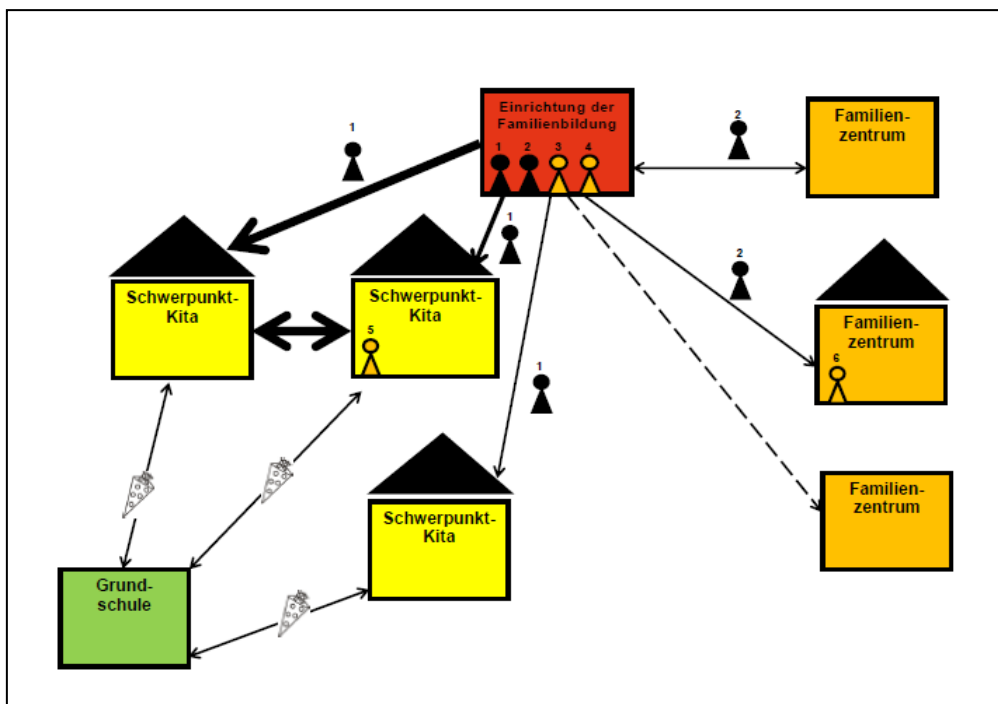 Einrichtung der
Familienbildung
1 2 3 4
1
2
Familien-
zentrum
1
2
Schwerpunkt-
Kita
Schwerpunkt-
Kita
5
Familien-
zentrum
6
1
Schwerpunkt-
Kita
Familien-
zentrum
Grund-
schule